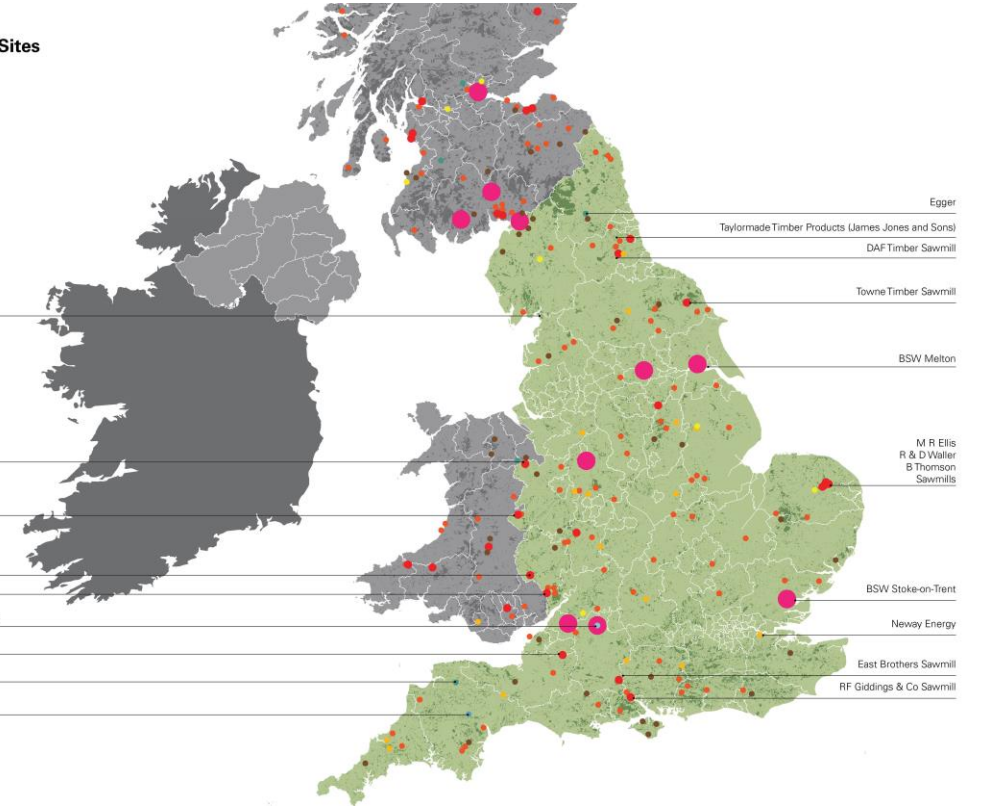 Sites
Egger
Taylormade Timber Products (James Jones and Sons)
DAF Timber Sawmill
Towne Timber Sawmill
BSW Melton
M R Ellis
R & D Waller
B Thomson
Sawmills
BSW Stoke-on-Trent
Neway Energy
East Brothers Sawmill
RF Giddings & Co Sawmill